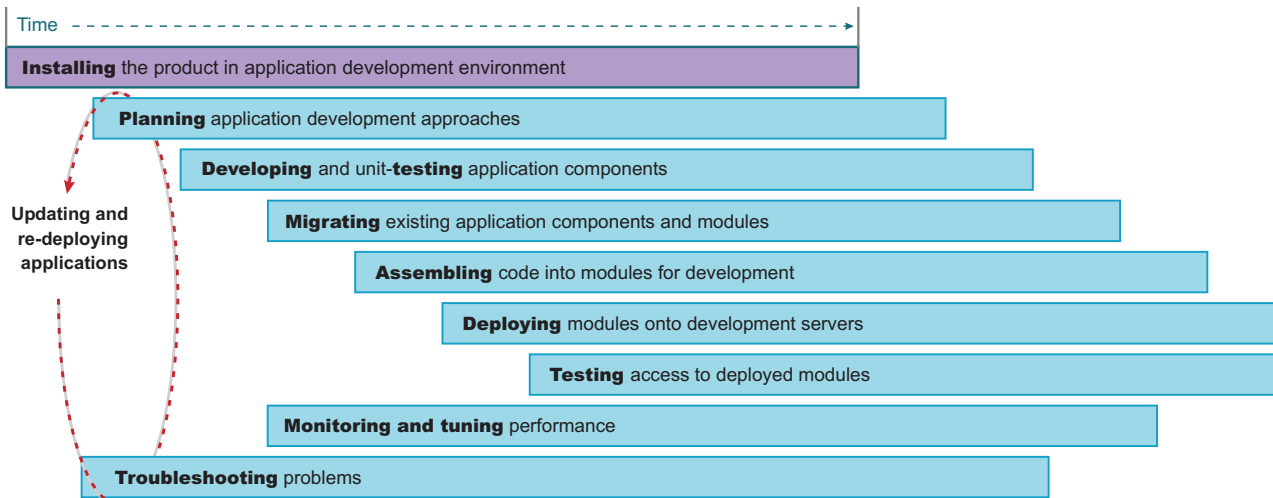 Time
Installing the product in application development environment
Planning application development approaches
Developing and unit-testing application components
Updating and
re-deploying
applications
Migrating existing application components and modules
Assembling code into modules for development
Deploying modules onto development servers
Testing access to deployed modules
Monitoring and tuning performance
Troubleshooting problems